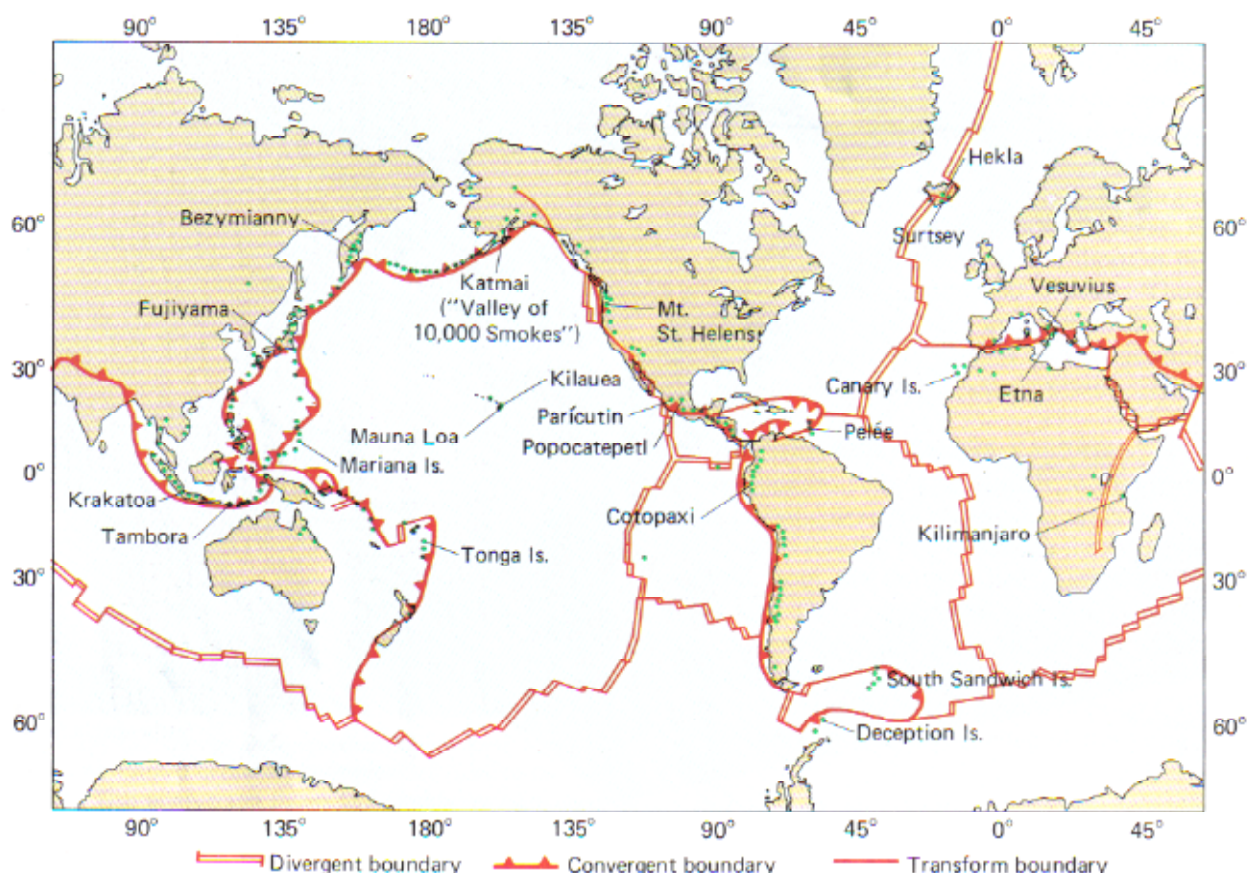 90° 135° 180° 135° 90° 45° 0° 45°
Hekla
Bezymianny
60°
60°
Surtsey
Katmai
("Valley of
10,000 Smokes")
Vesuvius
Fujiyama
Mt.
St. Helens
30°
30°
Kilauea
Canary Is.
Etna
Parícutin
Mauna Loa
Popocatepetl
Pelée
Mariana Is.
0°
0°
Krakatoa
Cotopaxi
Tambora
Kilimanjaro
Tonga Is.
30°
30°
South Sandwich Is.
60°
60°
Deception Is.
90° 135° 180° 135° 90° 45° 0° 45°
Divergent boundary Convergent boundary Transform boundary